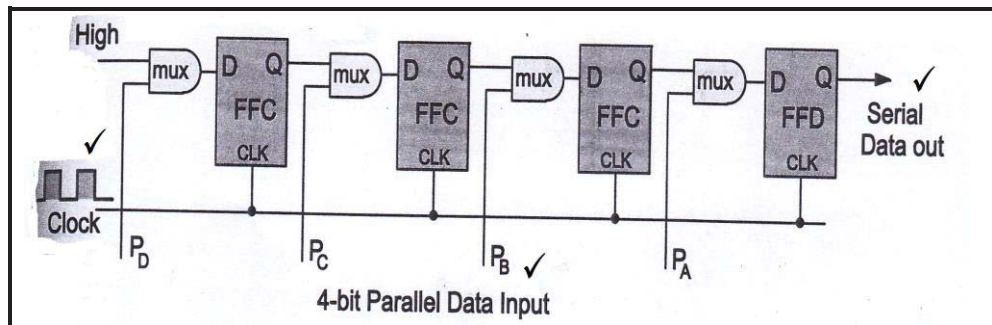 High
mux D Q mux D Q mux D Q mux D Q
FFC FFC FFC FFD
CLK CLK CLK CLK
Serial
Data out
Clock
PD PC PB PA
4-bit Parallel Data Input